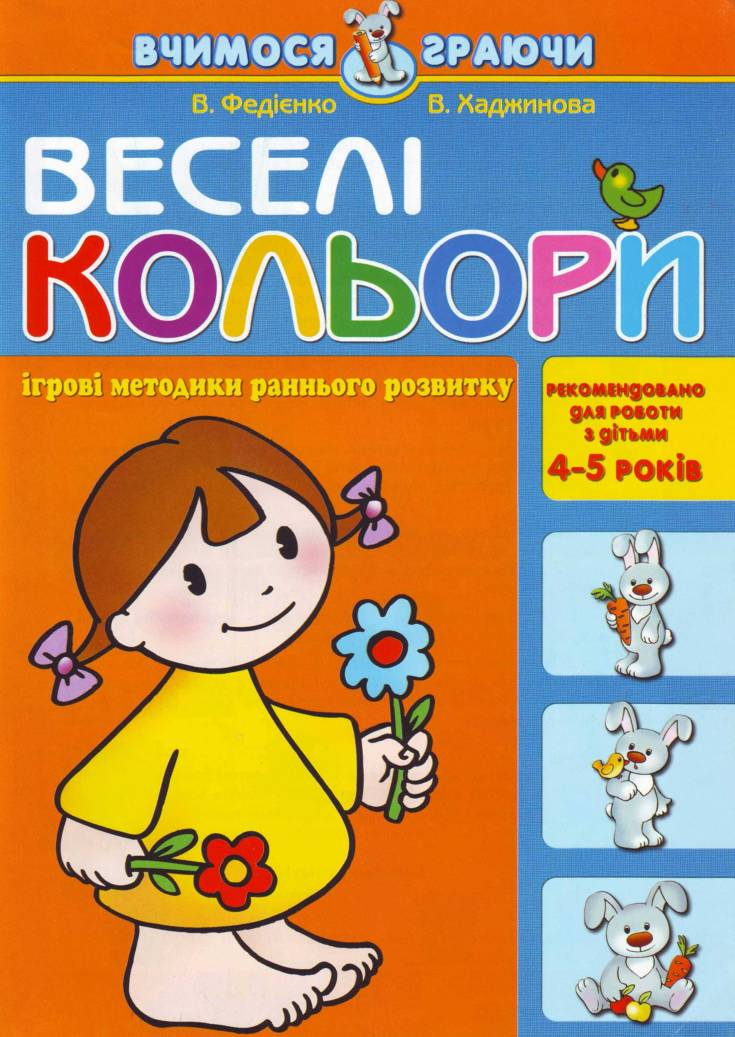 ВЧИМОСЯ ГРАЮЧИ
В. Федієнко В. Хаджинова
ВЕСЕЛІ
КОЛЬОРИ
ігрові методики раннього розвитку
РЕКОМЕНДОВАНО
ДЛЯ РОБОТИ
З ДІТЬМИ
4-5 РОКІВ